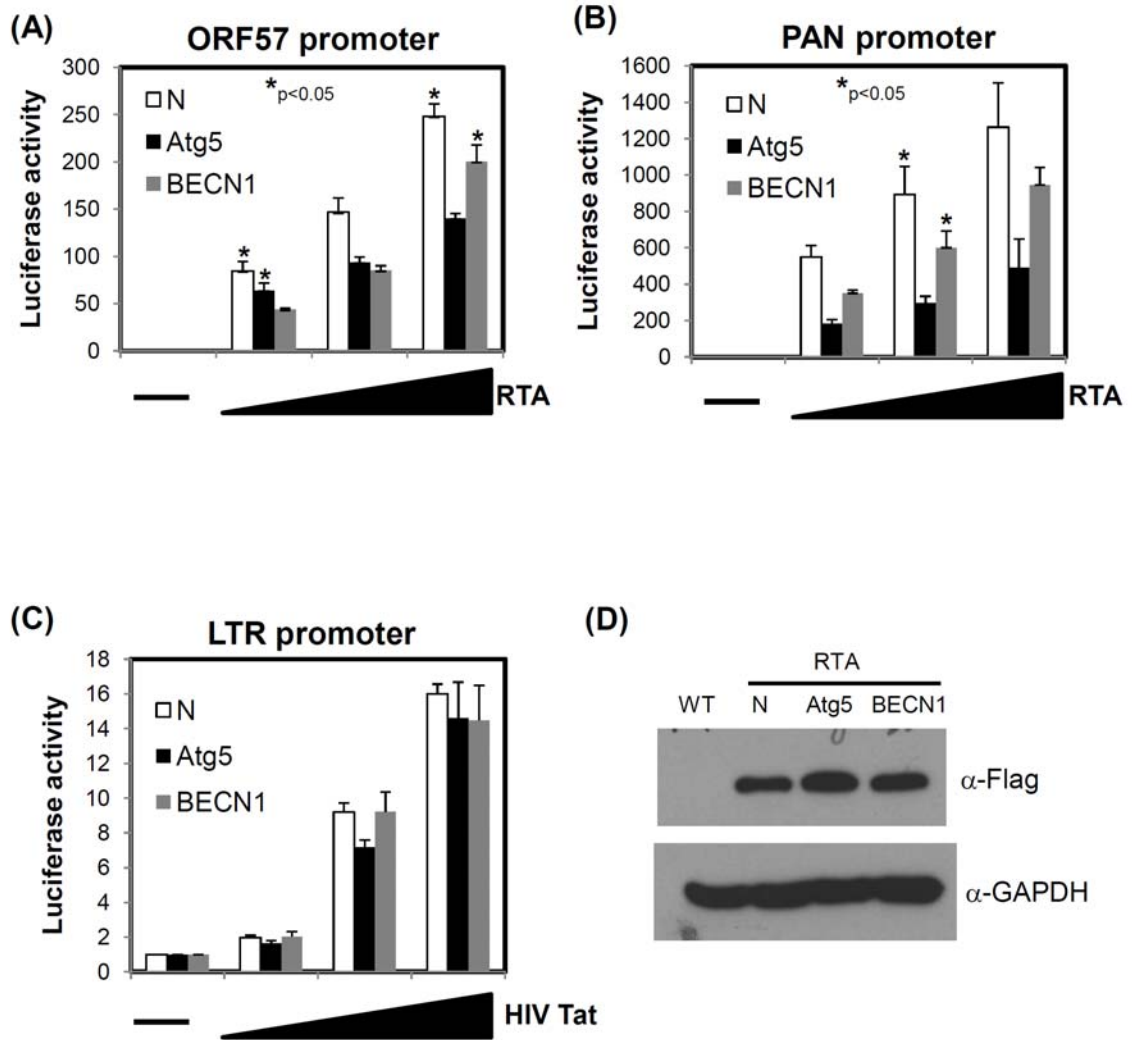 (A)
ORF57 promoter
Luciferase activity
300
250
200
150
100
50
0
*p<0.05
N
Atg5
BECN1
*
*
*
*
RTA
(B)
PAN promoter
Luciferase activity
1600
1400
1200
1000
800
600
400
200
0
*p<0.05
N
Atg5
BECN1
*
*
RTA
(C)
LTR promoter
Luciferase activity
18
16
14
12
10
8
6
4
2
0
N
Atg5
BECN1
HIV Tat
(D)
RTA
WT N Atg5 BECN1
α-Flag
α-GAPDH